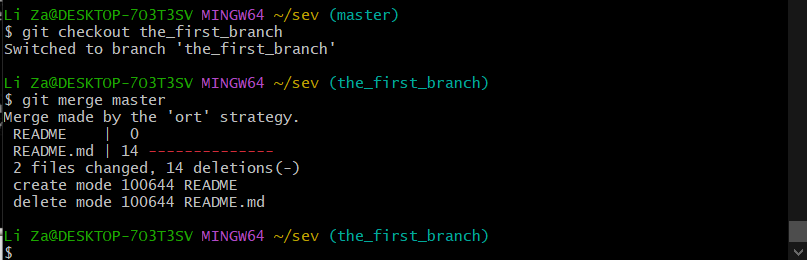 Li Za@DESKTOP-7O3T3SV MINGW64 ~/sev (master)
$ git checkout the_first_branch
Switched to branch 'the_first_branch'
Li Za@DESKTOP-7O3T3SV MINGW64 ~/sev (the_first_branch)
$ git merge master
Merge made by the 'ort' strategy.
 README    |  0
 README.md | 14 --------------
 2 files changed, 14 deletions(-)
 create mode 100644 README
 delete mode 100644 README.md
Li Za@DESKTOP-7O3T3SV MINGW64 ~/sev (the_first_branch)
$